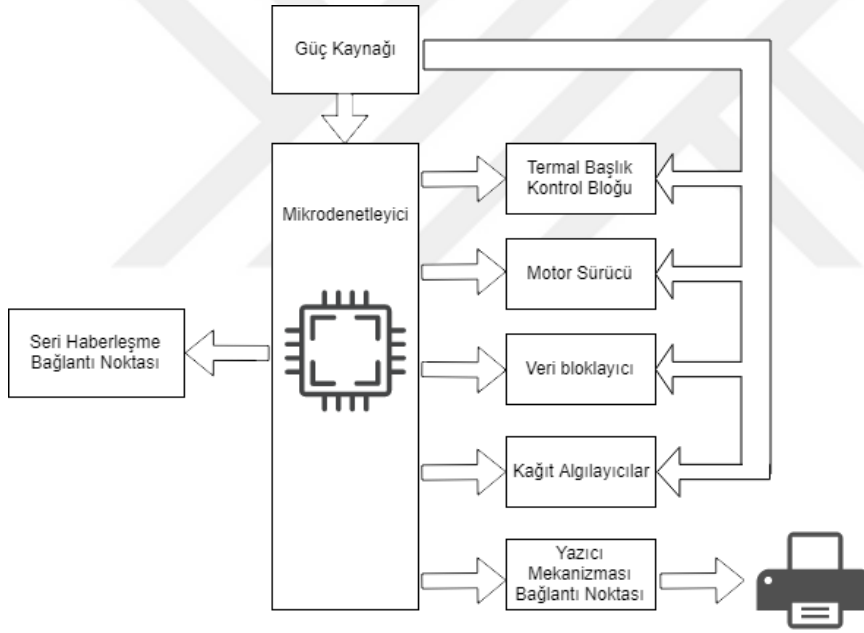 Güç Kaynağı
Mikrodenetleyici
Termal Başlık
Kontrol Bloğu
Motor Sürücü
Seri Haberleşme
Bağlantı Noktası
Veri bloklayıcı
Kağıt Algılayıcılar
Yazıcı
Mekanizması
Bağlantı Noktası